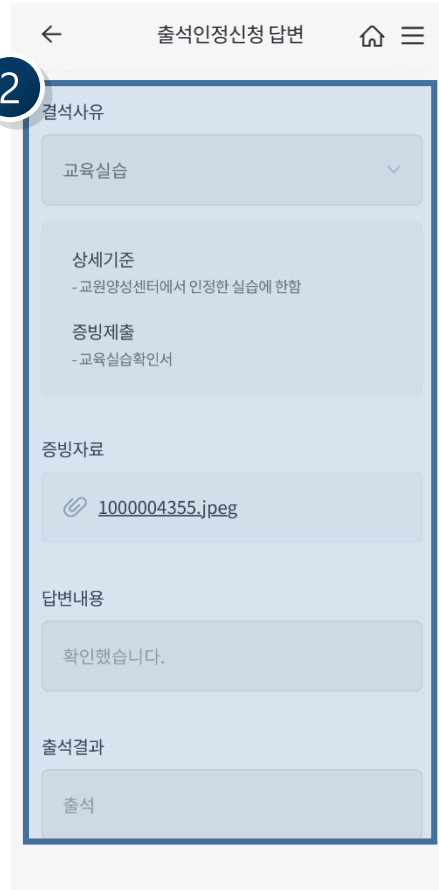 출석인정신청 답변
2
결석사유
교육실습
상세기준
- 교원양성센터에서 인정한 실습에 한함
증빙제출
- 교육실습확인서
증빙자료
1000004355.jpeg
답변내용
확인했습니다.
출석결과
출석